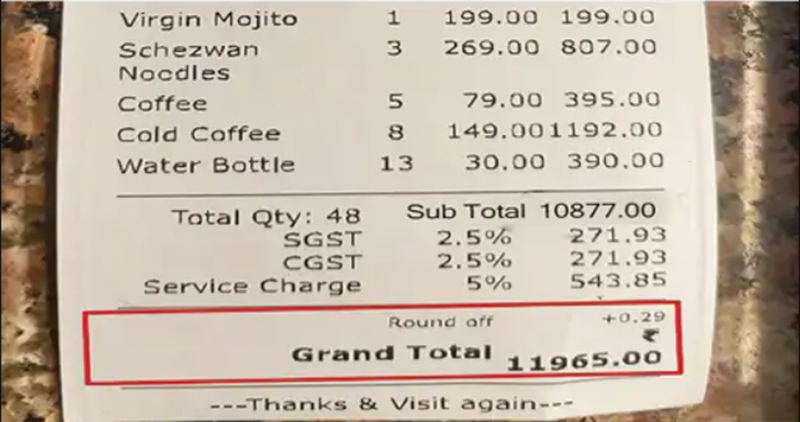 Virgin Mojito 1 199.00 199.00
Schezwan 3 269.00 807.00
Noodles
Coffee 5 79.00 395.00
Cold Coffee 8 149.00 1192.00
Water Bottle 13 30.00 390.00
Total Qty: 48 Sub Total 10877.00
SGST 2.5% 271.93
CGST 2.5% 271.93
Service Charge 5% 543.85
Round off +0.29
₹
Grand Total 11965.00
---Thanks & Visit again---